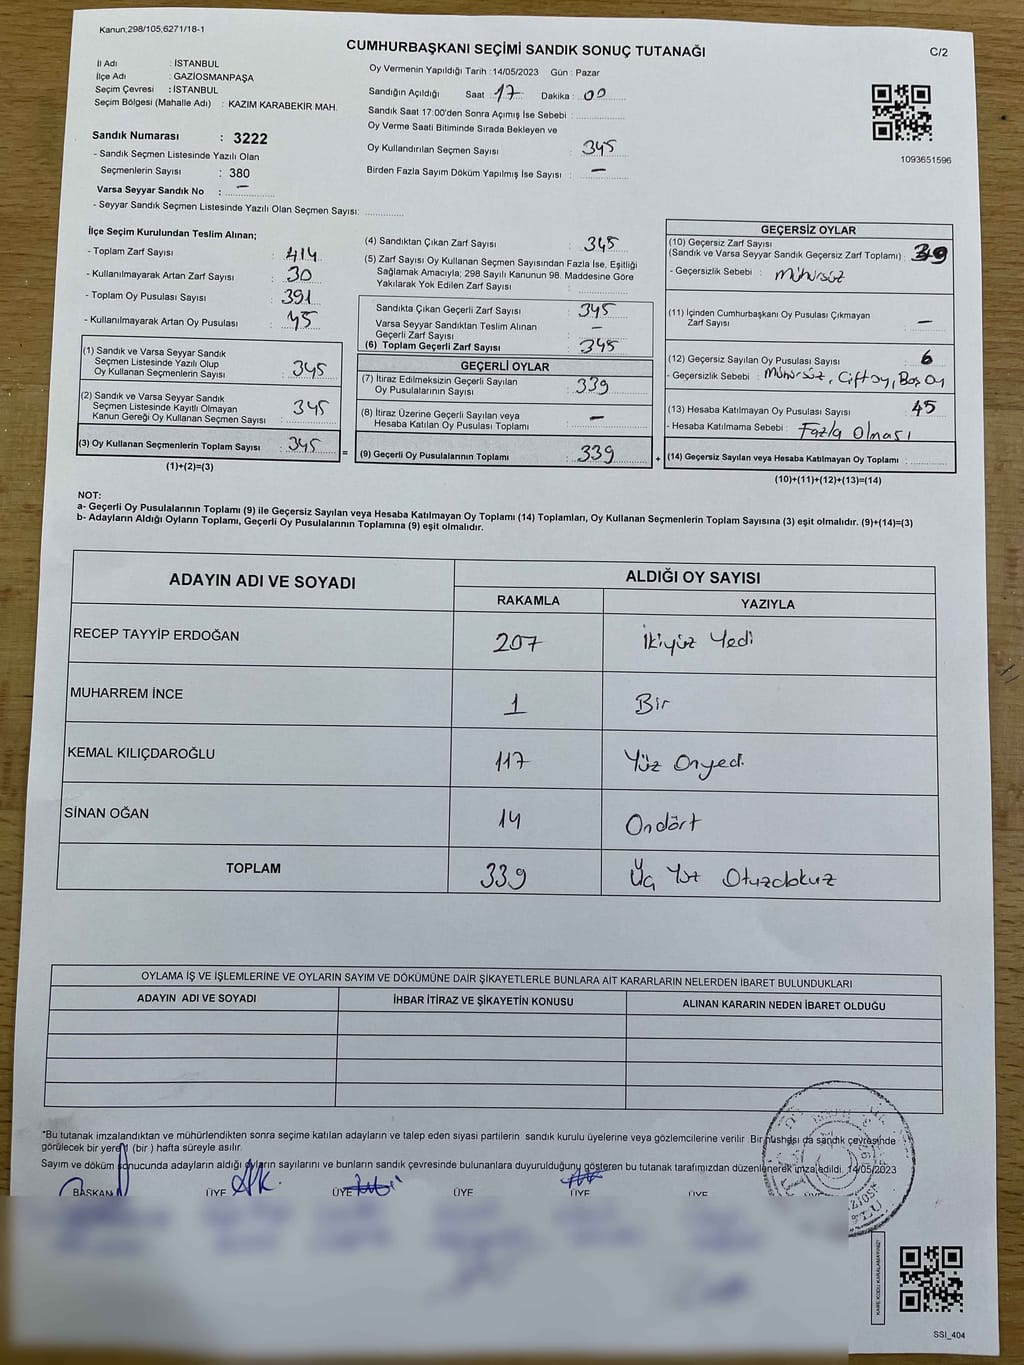 Kanun;298/105;6271/18-1
CUMHURBAŞKANI SEÇİMİ SANDIK SONUÇ TUTANAĞI
C/2
İl Adı : İSTANBUL
İlçe Adı : GAZİOSMANPAŞA
Seçim Çevresi : İSTANBUL
Seçim Bölgesi (Mahalle Adı) : KAZIM KARABEKİR MAH.
Sandık Numarası : 3222
- Sandık Seçmen Listesinde Yazılı Olan
Seçmenlerin Sayısı : 380
Varsa Seyyar Sandık No : –
- Seyyar Sandık Seçmen Listesinde Yazılı Olan Seçmen Sayısı: ..............
Oy Vermenin Yapıldığı Tarih : 14/05/2023 Gün : Pazar
Sandığın Açıldığı Saat : 17 Dakika : 00
Sandık Saat 17:00'den Sonra Açımış İse Sebebi : ..............
Oy Verme Saati Bitiminde Sırada Bekleyen ve
Oy Kullandırılan Seçmen Sayısı : 345
Birden Fazla Sayım Döküm Yapılmış İse Sayısı : –
1093651596
İlçe Seçim Kurulundan Teslim Alınan;
- Toplam Zarf Sayısı : 414
- Kullanılmayarak Artan Zarf Sayısı : 30
- Toplam Oy Pusulası Sayısı : 391
- Kullanılmayarak Artan Oy Pusulası : 45
(1) Sandık ve Varsa Seyyar Sandık
Seçmen Listesinde Yazılı Olup
Oy Kullanan Seçmenlerin Sayısı : 345
(2) Sandık ve Varsa Seyyar Sandık
Seçmen Listesinde Kayıtlı Olmayan
Kanun Gereği Oy Kullanan Seçmen Sayısı : 345
(3) Oy Kullanan Seçmenlerin Toplam Sayısı : 345
(1)+(2)=(3)
=
(4) Sandıktan Çıkan Zarf Sayısı : 345
(5) Zarf Sayısı Oy Kullanan Seçmen Sayısından Fazla İse, Eşitliği
Sağlamak Amacıyla; 298 Sayılı Kanunun 98. Maddesine Göre
Yakılarak Yok Edilen Zarf Sayısı : ..............
Sandıkta Çıkan Geçerli Zarf Sayısı : 345
Varsa Seyyar Sandıktan Teslim Alınan
Geçerli Zarf Sayısı : –
(6) Toplam Geçerli Zarf Sayısı : 345
GEÇERLİ OYLAR
(7) İtiraz Edilmeksizin Geçerli Sayılan
Oy Pusulalarının Sayısı : 339
(8) İtiraz Üzerine Geçerli Sayılan veya
Hesaba Katılan Oy Pusulası Toplamı : –
(9) Geçerli Oy Pusulalarının Toplamı : 339
+
GEÇERSİZ OYLAR
(10) Geçersiz Zarf Sayısı
(Sandık ve Varsa Seyyar Sandık Geçersiz Zarf Toplamı) :
- Geçersizlik Sebebi : Mühürsüz
(11) İçinden Cumhurbaşkanı Oy Pusulası Çıkmayan
Zarf Sayısı : –
(12) Geçersiz Sayılan Oy Pusulası Sayısı : 6
- Geçersizlik Sebebi : Mühürsüz, Çift oy, Boş oy
(13) Hesaba Katılmayan Oy Pusulası Sayısı : 45
- Hesaba Katılmama Sebebi : Fazla Olması
(14) Geçersiz Sayılan veya Hesaba Katılmayan Oy Toplamı : ..............
(10)+(11)+(12)+(13)=(14)
NOT:
a- Geçerli Oy Pusulalarının Toplamı (9) ile Geçersiz Sayılan veya Hesaba Katılmayan Oy Toplamı (14) Toplamları, Oy Kullanan Seçmenlerin Toplam Sayısına (3) eşit olmalıdır. (9)+(14)=(3)
b- Adayların Aldığı Oyların Toplamı, Geçerli Oy Pusulalarının Toplamına (9) eşit olmalıdır.
ADAYIN ADI VE SOYADI
ALDIĞI OY SAYISI
RAKAMLA YAZIYLA
RECEP TAYYİP ERDOĞAN 207 İkiyüz Yedi
MUHARREM İNCE 1 Bir
KEMAL KILIÇDAROĞLU 117 Yüz Onyedi
SİNAN OĞAN 14 Ondört
TOPLAM 339 Üç Yüz Otuzdokuz
OYLAMA İŞ VE İŞLEMLERİNE VE OYLARIN SAYIM VE DÖKÜMÜNE DAİR ŞİKAYETLERLE BUNLARA AİT KARARLARIN NELERDEN İBARET BULUNDUKLARI
ADAYIN ADI VE SOYADI İHBAR İTİRAZ VE ŞİKAYETİN KONUSU ALINAN KARARIN NEDEN İBARET OLDUĞU
*Bu tutanak imzalandıktan ve mühürlendikten sonra seçime katılan adayların ve talep eden siyasi partilerin sandık kurulu üyelerine veya gözlemcilerine verilir. Bir nüshası da sandık çevresinde
görülecek bir yere 1 (bir) hafta süreyle asılır.
Sayım ve döküm sonucunda adayların aldığı oyların sayılarını ve bunların sandık çevresinde bulunanlara duyurulduğunu gösteren bu tutanak tarafımızdan düzenlenerek imzaledildi. 14/05/2023
BAŞKAN ÜYE ÜYE ÜYE ÜYE ÜYE
KARE KODU KARALAMAYINIZ!
SSI_404